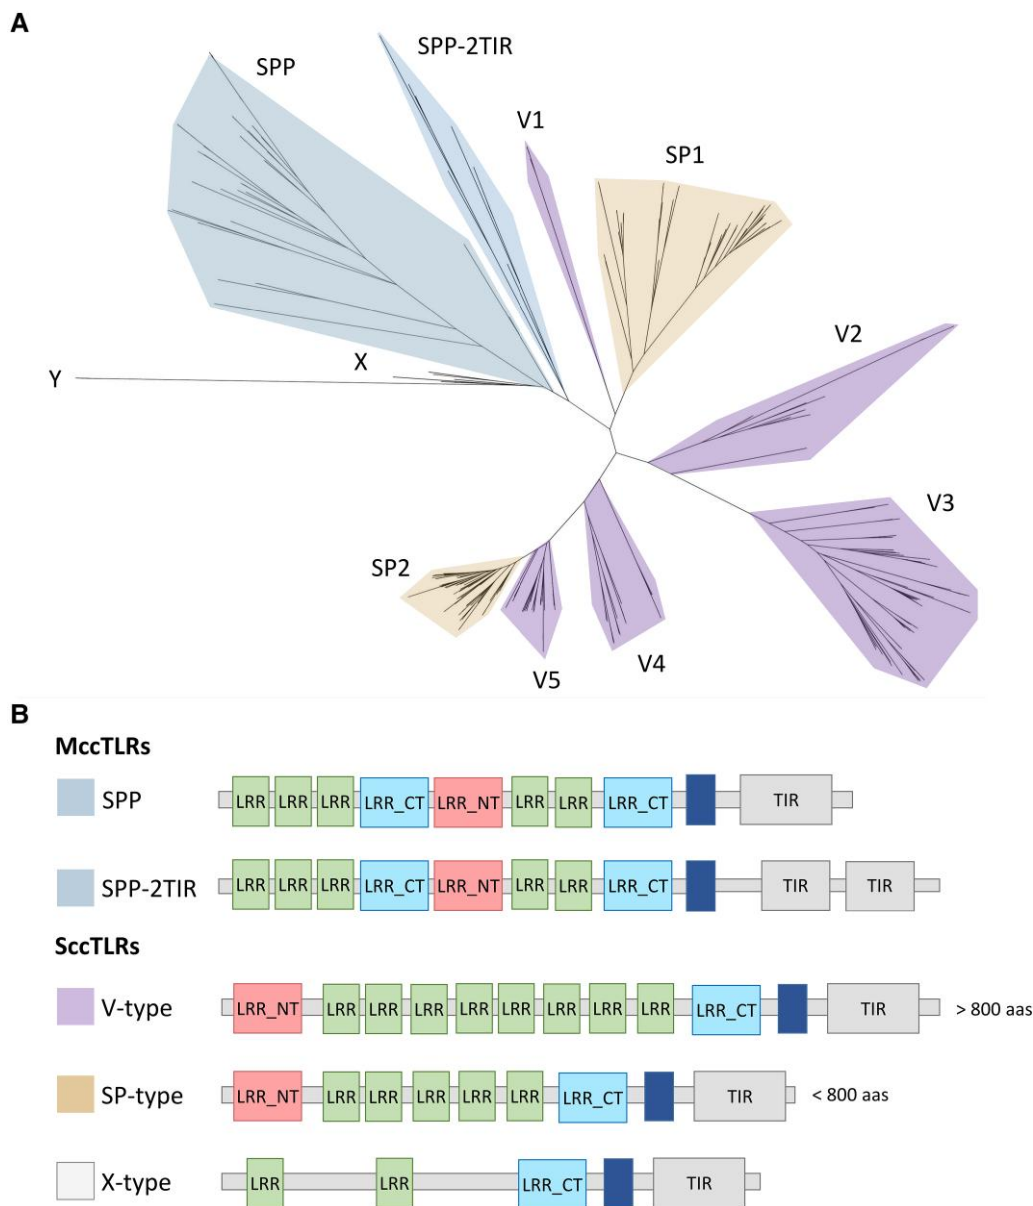 A
SPP
SPP-2TIR
V1
SP1
V2
X
Y
V3
SP2
V5
V4
B
MccTLRs
SPP
LRR LRR LRR LRR_CT LRR_NT LRR LRR LRR_CT TIR
SPP-2TIR
LRR LRR LRR LRR_CT LRR_NT LRR LRR LRR_CT TIR TIR
SccTLRs
V-type
LRR_NT LRR LRR LRR LRR LRR LRR LRR LRR LRR_CT TIR > 800 aas
SP-type
LRR_NT LRR LRR LRR LRR LRR LRR_CT TIR < 800 aas
X-type
LRR LRR LRR_CT TIR